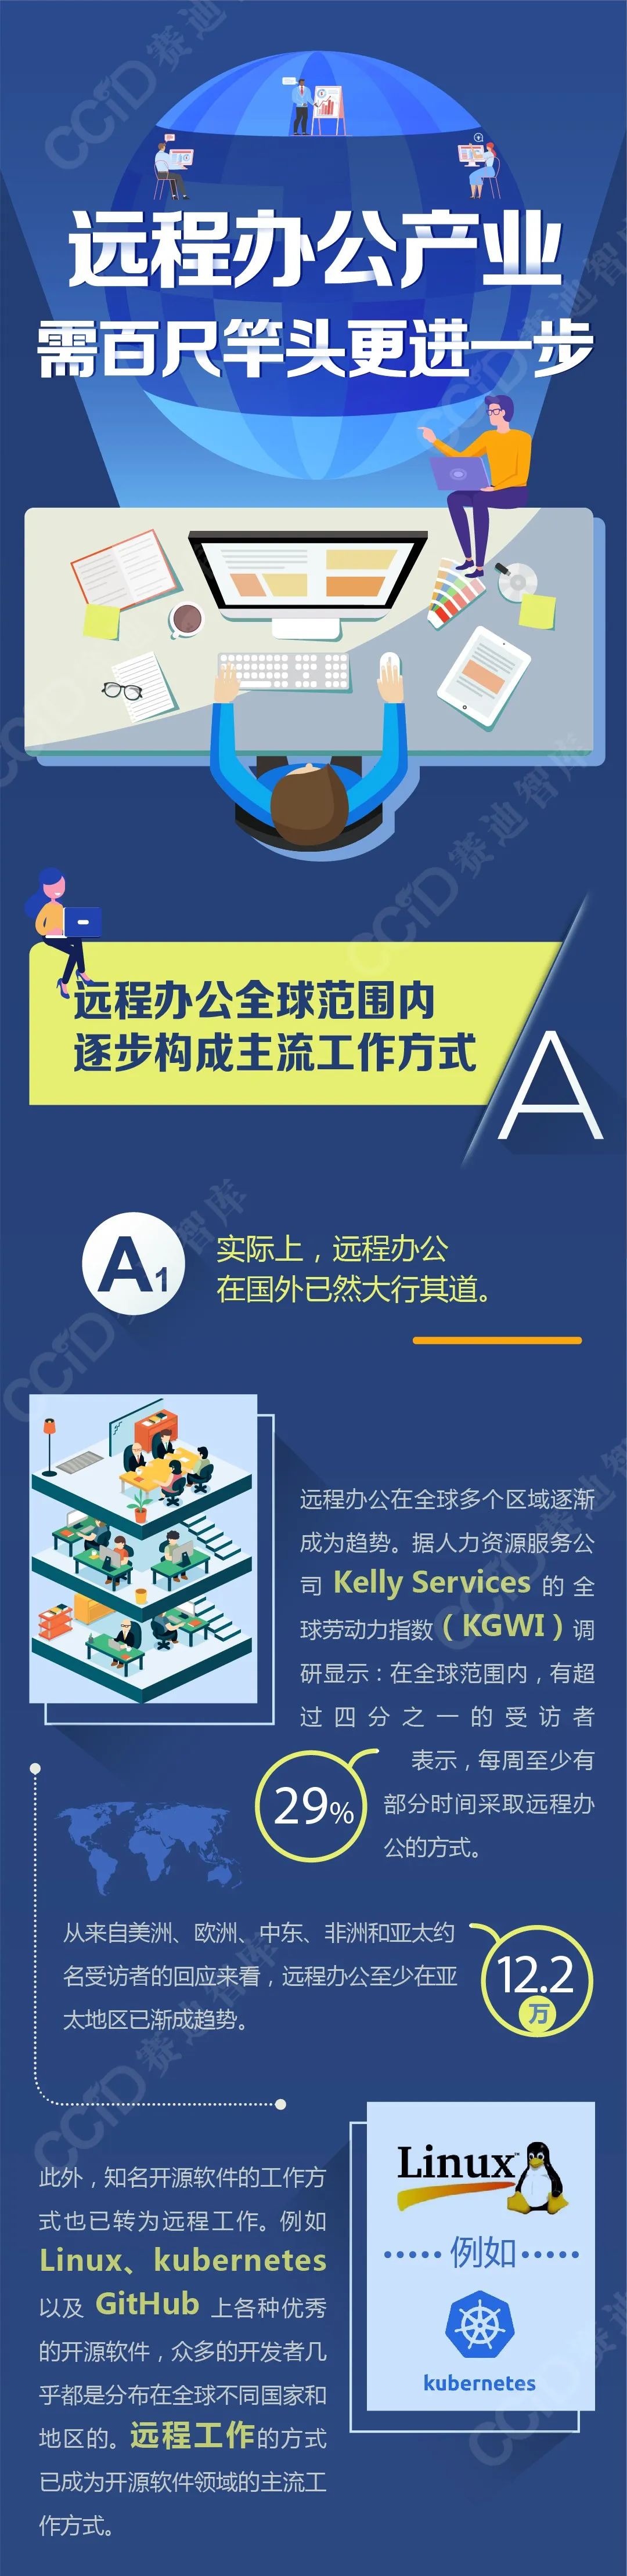 远程办公产业
需百尺竿头更进一步
远程办公全球范围内
逐步构成主流工作方式
A
A1
实际上，远程办公
在国外已然大行其道。
远程办公在全球多个区域逐渐
成为趋势。据人力资源服务公
司 Kelly Services 的全
球劳动力指数（KGWI）调
研显示：在全球范围内，有超
过四分之一的受访者
29%
表示，每周至少有
部分时间采取远程办
公的方式。
从来自美洲、欧洲、中东、非洲和亚太约
12.2
万
名受访者的回应来看，远程办公至少在亚
太地区已渐成趋势。
此外，知名开源软件的工作方
式也已转为远程工作。例如
Linux、kubernetes
以及 GitHub 上各种优秀
的开源软件，众多的开发者几
乎都是分布在全球不同国家和
地区的。远程工作的方式
已成为开源软件领域的主流工
作方式。
Linux™
例如
kubernetes
CCID赛迪智库